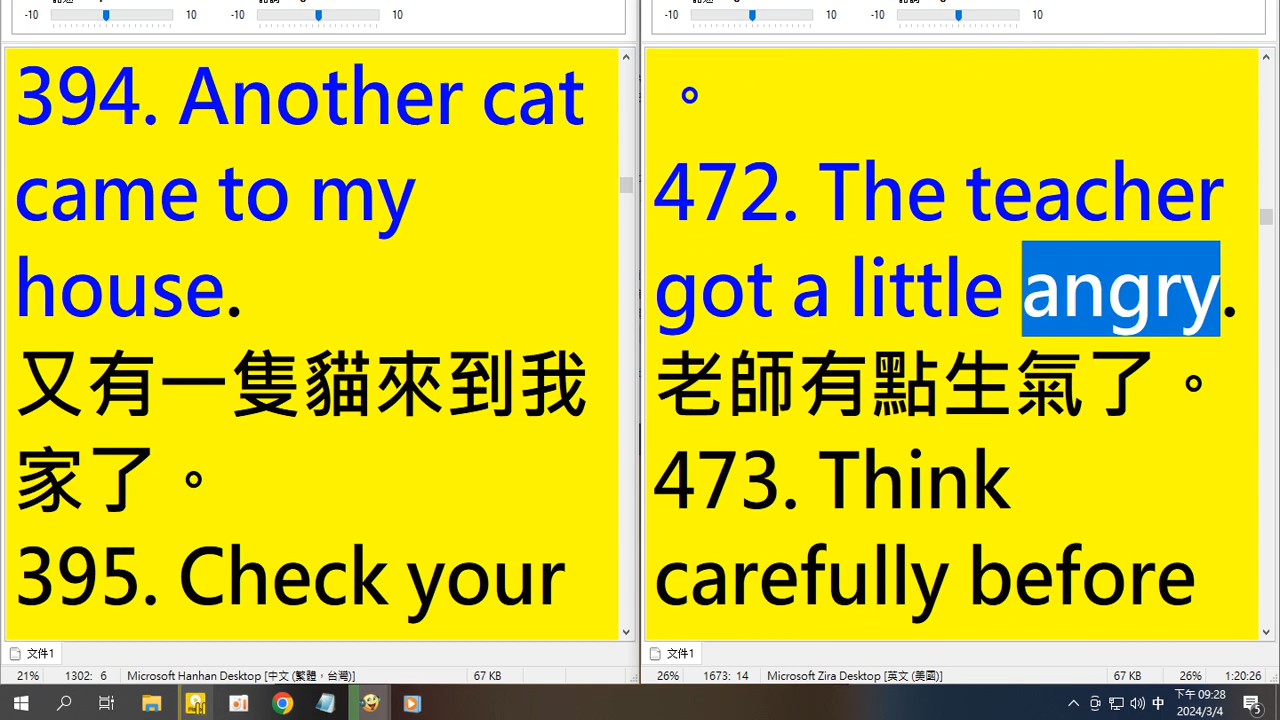 -10
10
-10
10
394. Another cat
came to my
house.
又有一隻貓來到我
家了。
395. Check your
文件1
21%
1302: 6
Microsoft Hanhan Desktop [中文 (繁體，台灣)]
67 KB
-10
10
-10
10
。
472. The teacher
got a little angry.
老師有點生氣了。
473. Think
carefully before
文件1
26%
1673: 14
Microsoft Zira Desktop [英文 (美國)]
67 KB
26%
1:20:26
中
下午 09:28
2024/3/4
5